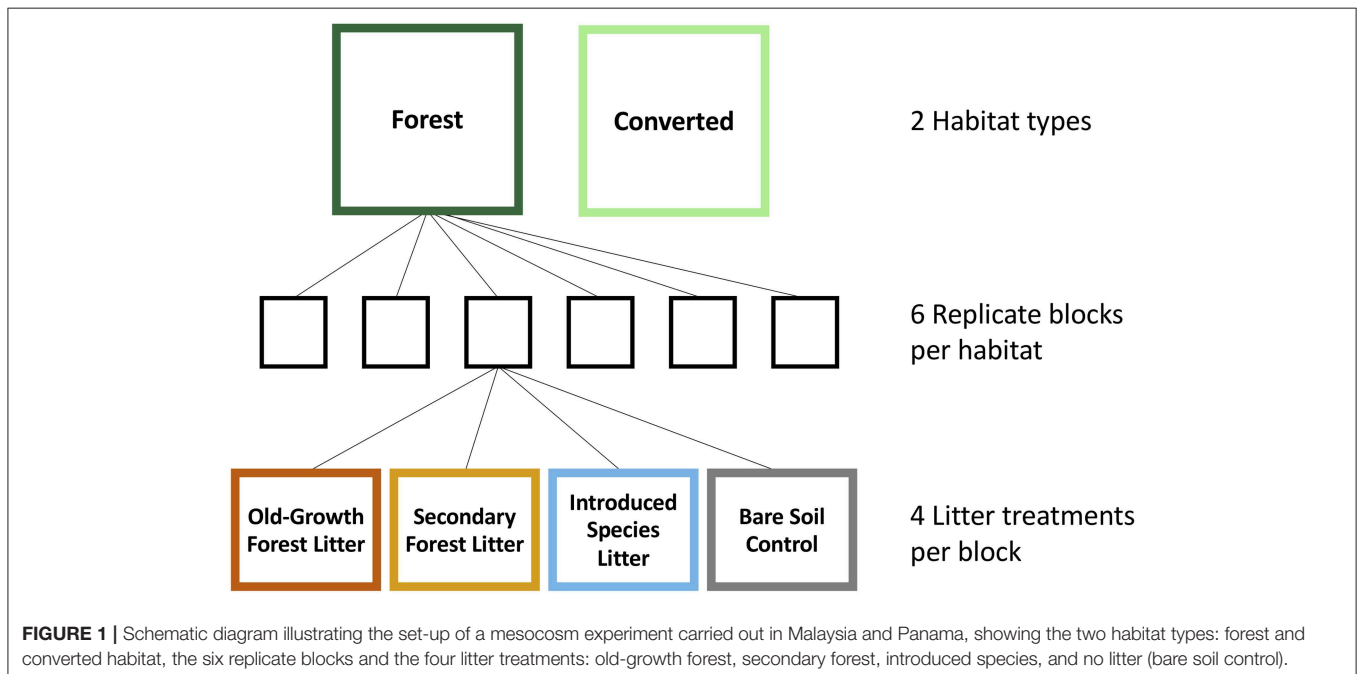 Forest
Converted
2 Habitat types
6 Replicate blocks
per habitat
Old-Growth
Forest Litter
Secondary
Forest Litter
Introduced
Species
Litter
Bare Soil
Control
4 Litter treatments
per block
FIGURE 1 | Schematic diagram illustrating the set-up of a mesocosm experiment carried out in Malaysia and Panama, showing the two habitat types: forest and
converted habitat, the six replicate blocks and the four litter treatments: old-growth forest, secondary forest, introduced species, and no litter (bare soil control).